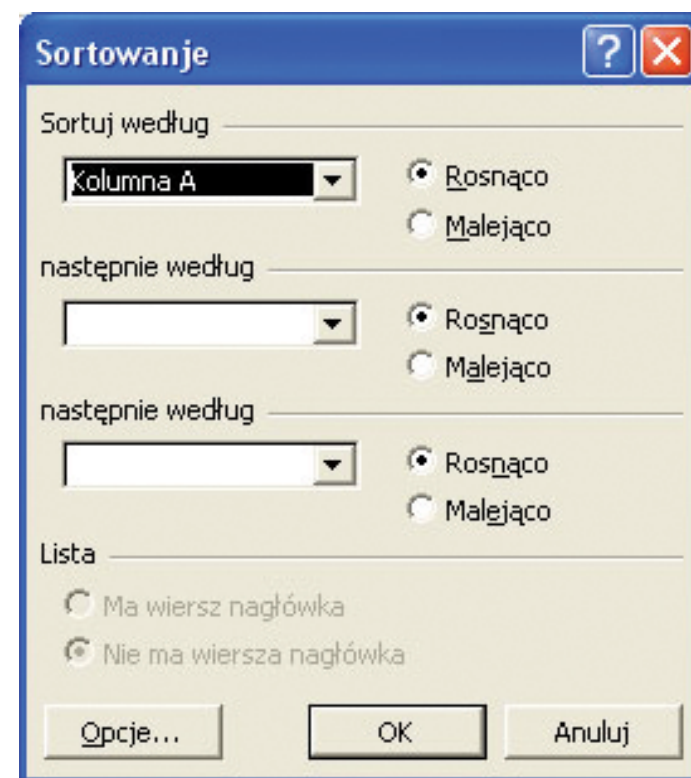 Sortowanje
Sortuj według
Kolumna A
Rosnąco
Malejąco
następnie według
Rosnąco
Malejąco
następnie według
Rosnąco
Malejąco
Lista
Ma wiersz nagłówka
Nie ma wiersza nagłówka
Opcje...
OK
Anuluj